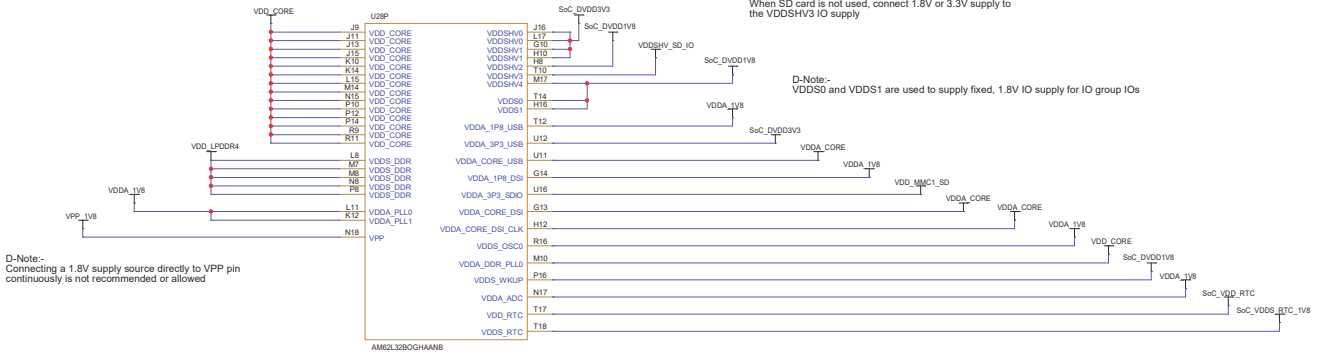 When SD card is not used, connect 1.8V or 3.3V supply to
the VDDSHV3 IO supply
VDD_CORE
U28P
SoC_DVDD3V3
SoC_DVDD1V8
VDDSHV_SD_IO
SoC_DVDD1V8
J9 VDD_CORE
J11 VDD_CORE
J13 VDD_CORE
J15 VDD_CORE
K10 VDD_CORE
K14 VDD_CORE
L15 VDD_CORE
M14 VDD_CORE
N15 VDD_CORE
P10 VDD_CORE
P12 VDD_CORE
P14 VDD_CORE
R9 VDD_CORE
R11 VDD_CORE
VDD_LPDDR4
L8 VDDS_DDR
M7 VDDS_DDR
M8 VDDS_DDR
N8 VDDS_DDR
P8 VDDS_DDR
VDDA_1V8
L11 VDDA_PLL0
K12 VDDA_PLL1
VPP_1V8
N18 VPP
VDDSHV0 J16
VDDSHV0 L17
VDDSHV1 G10
VDDSHV1 H10
VDDSHV2 H8
VDDSHV3 T10
VDDSHV4 M17
VDDS0 T14
VDDS1 H16
D-Note:-
VDDS0 and VDDS1 are used to supply fixed, 1.8V IO supply for IO group IOs
VDDA_1P8_USB T12 VDDA_1V8
VDDA_3P3_USB U12 SoC_DVDD3V3
VDDA_CORE_USB U11 VDDA_CORE
VDDA_1P8_DSI G14 VDDA_1V8
VDDA_3P3_SDIO U16 VDD_MMC1_SD
VDDA_CORE_DSI G13 VDDA_CORE
VDDA_CORE_DSI_CLK H12 VDDA_CORE
VDDS_OSC0 R16 VDDA_1V8
VDDA_DDR_PLL0 M10 VDD_CORE
VDDS_WKUP P16 SoC_DVDD1V8
VDDA_ADC N17 VDDA_1V8
VDD_RTC T17 SoC_VDD_RTC
VDDS_RTC T18 SoC_VDDS_RTC_1V8
D-Note:-
Connecting a 1.8V supply source directly to VPP pin
continuously is not recommended or allowed
AM62L32BOGHAANB